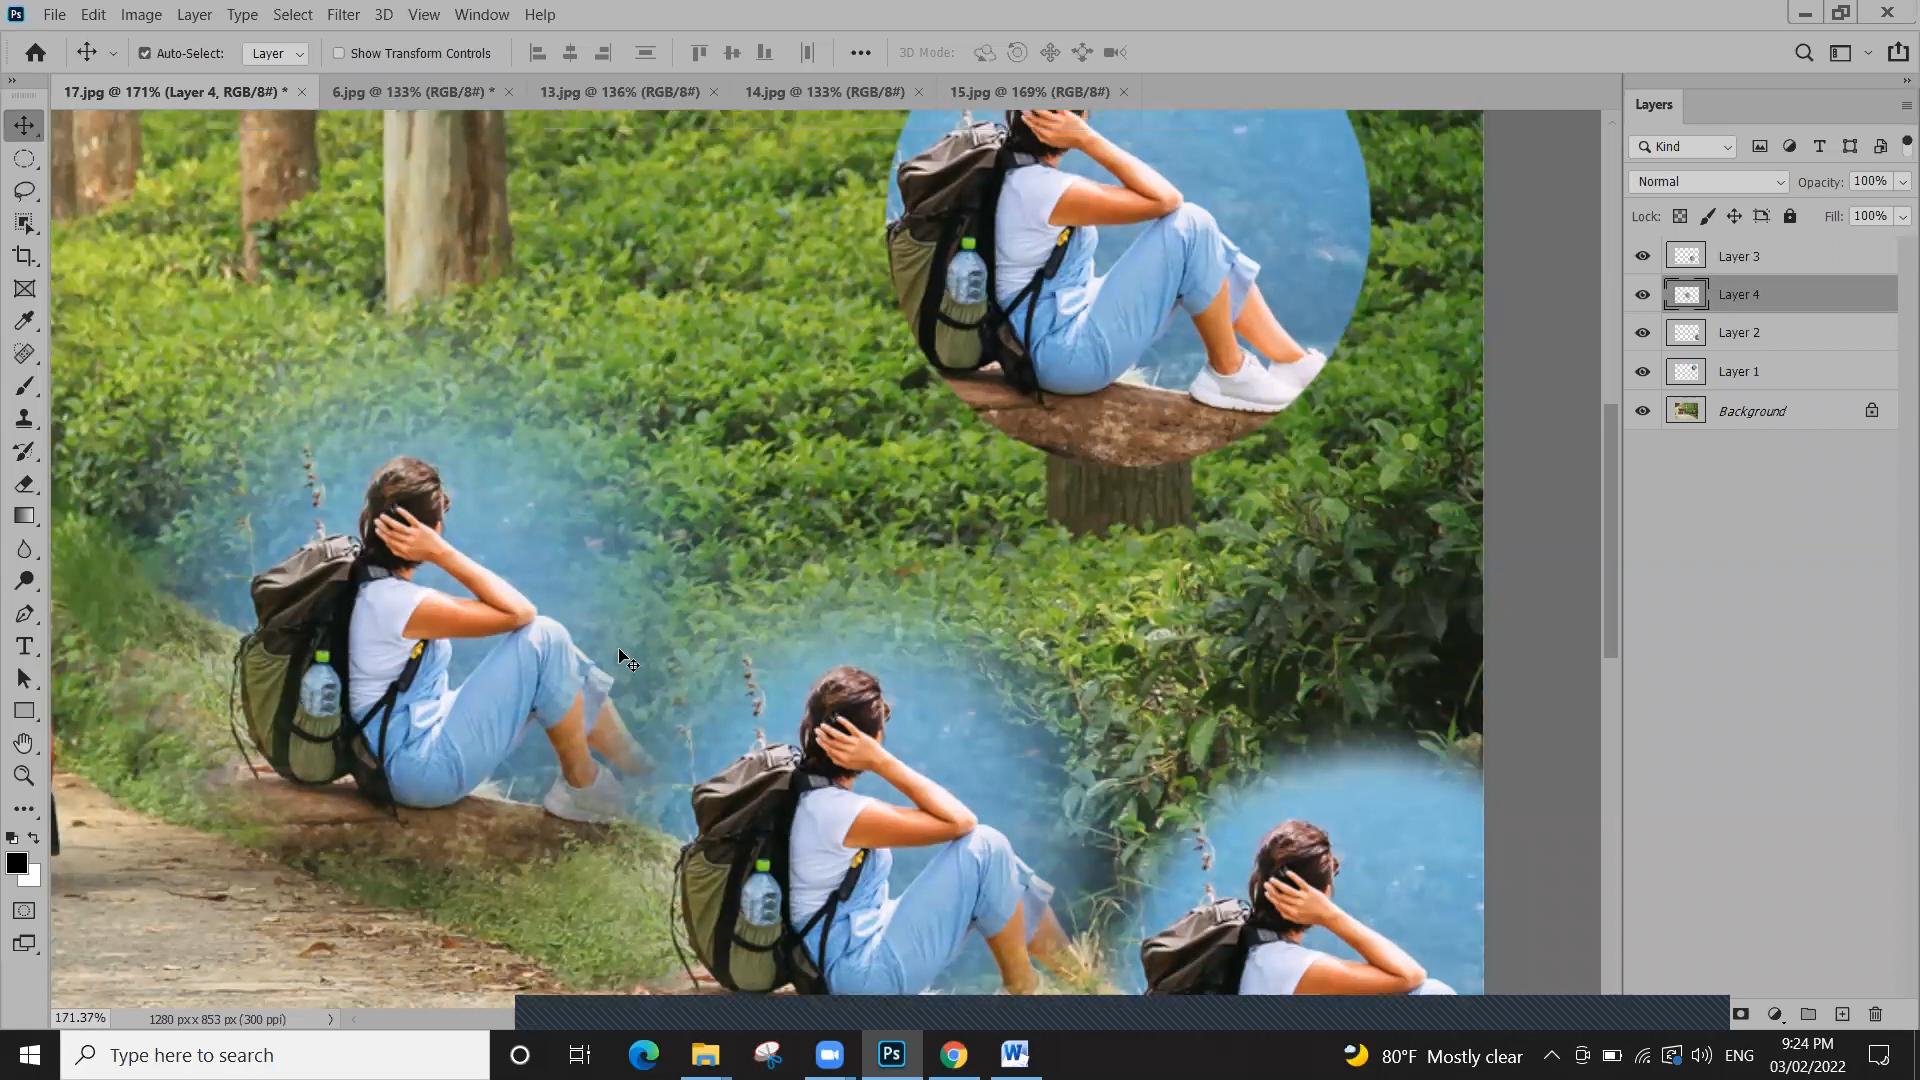 Ps File Edit Image Layer Type Select Filter 3D View Window Help
Auto-Select: Layer Show Transform Controls 3D Mode:
17.jpg @ 171% (Layer 4, RGB/8#) * 6.jpg @ 133% (RGB/8#) * 13.jpg @ 136% (RGB/8#) 14.jpg @ 133% (RGB/8#) 15.jpg @ 169% (RGB/8#)
Layers
Kind
Normal Opacity: 100%
Lock: Fill: 100%
Layer 3
Layer 4
Layer 2
Layer 1
Background
171.37% 1280 px x 853 px (300 ppi)
Type here to search
Ps
W
80°F Mostly clear
ENG
9:24 PM
03/02/2022